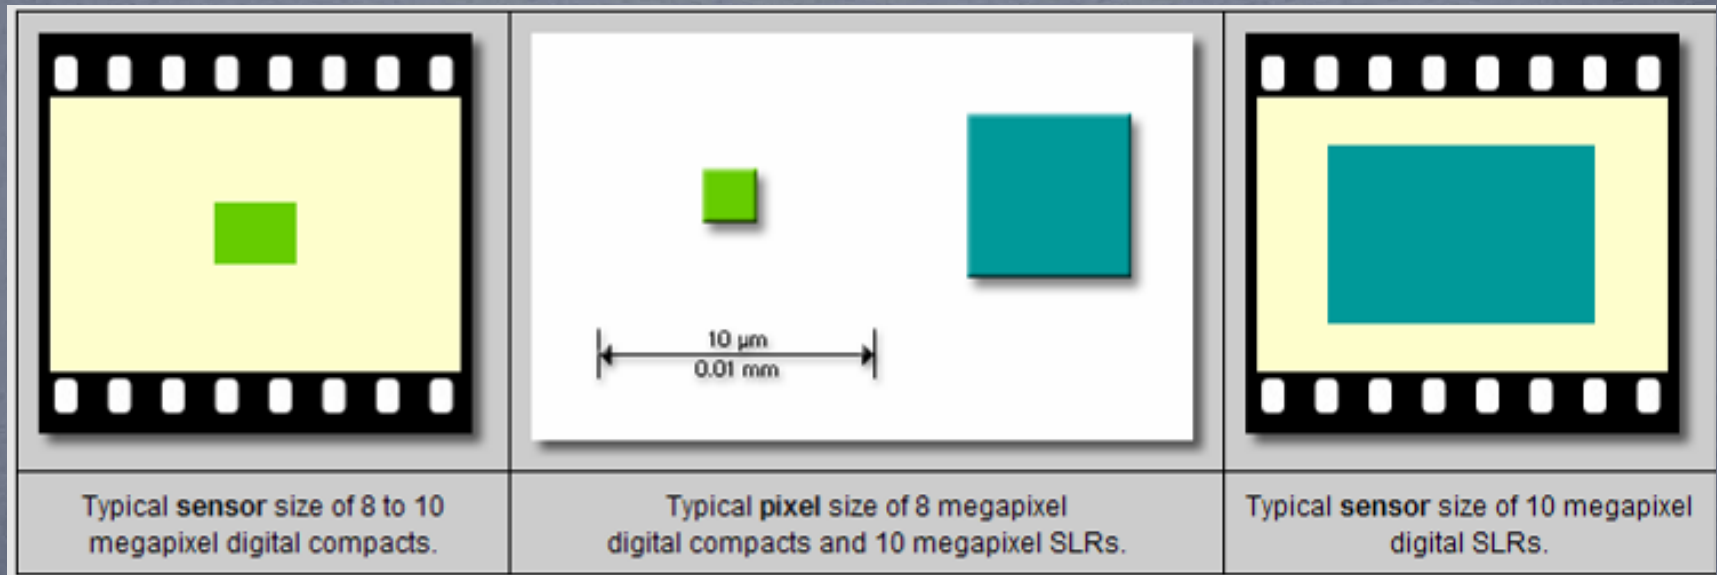 10 µm
0.01 mm
Typical sensor size of 8 to 10
megapixel digital compacts.
Typical pixel size of 8 megapixel
digital compacts and 10 megapixel SLRs.
Typical sensor size of 10 megapixel
digital SLRs.